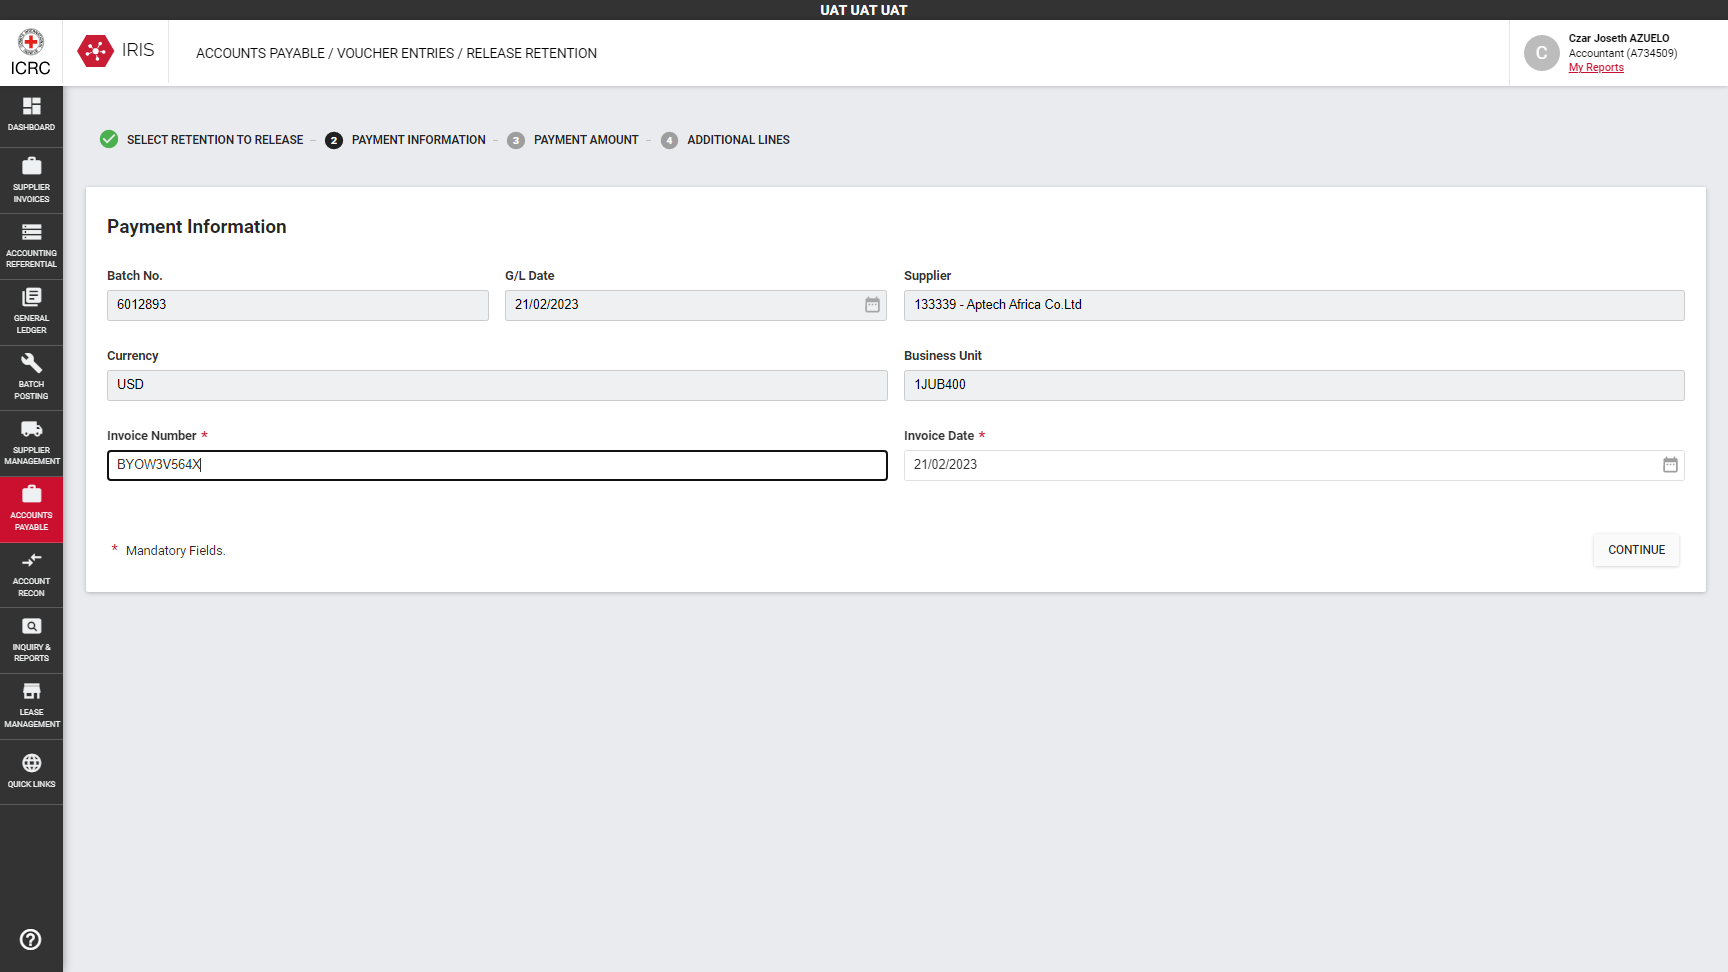 UAT UAT UAT
ICRC
IRIS
ACCOUNTS PAYABLE / VOUCHER ENTRIES / RELEASE RETENTION
C
Czar Joseth AZUELO
Accountant (A734509)
My Reports
DASHBOARD
SUPPLIER
INVOICES
ACCOUNTING
REFERENTIAL
GENERAL
LEDGER
BATCH
POSTING
SUPPLIER
MANAGEMENT
ACCOUNTS
PAYABLE
ACCOUNT
RECON
INQUIRY &
REPORTS
LEASE
MANAGEMENT
QUICK LINKS
SELECT RETENTION TO RELEASE – 2 PAYMENT INFORMATION – 3 PAYMENT AMOUNT – 4 ADDITIONAL LINES
Payment Information
Batch No. G/L Date Supplier
6012893 21/02/2023 133339 - Aptech Africa Co.Ltd
Currency Business Unit
USD 1JUB400
Invoice Number * Invoice Date *
BYOW3V564X 21/02/2023
* Mandatory Fields.
CONTINUE